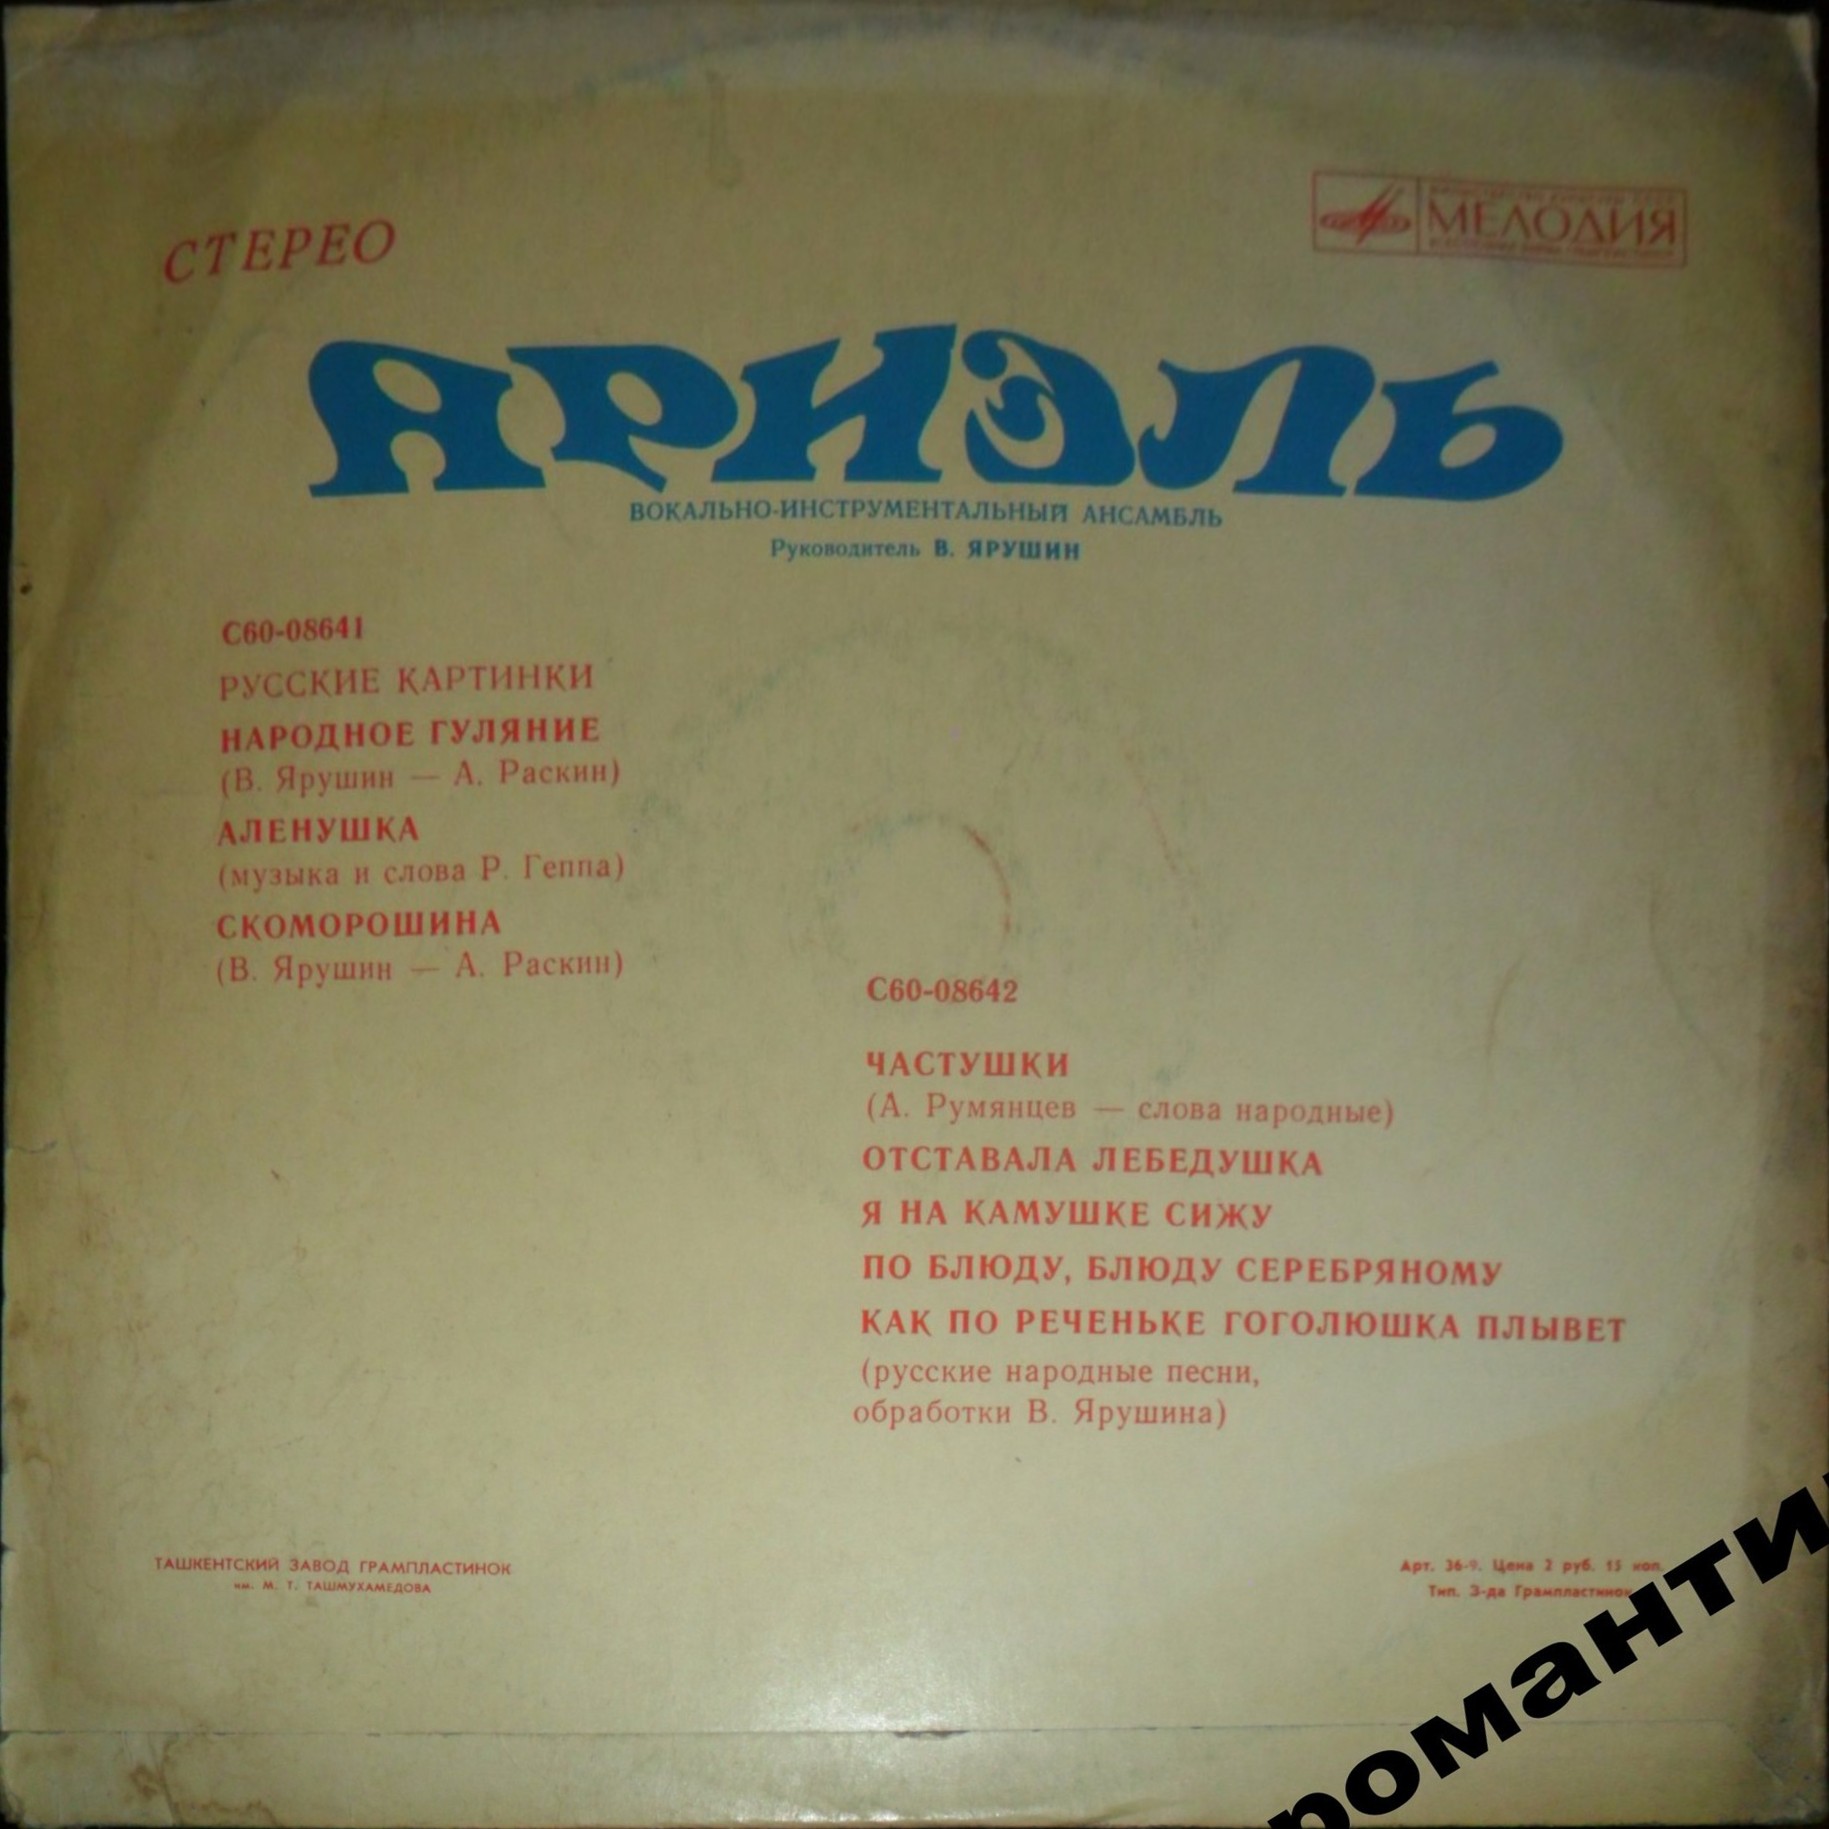 СТЕРЕО
МЕЛОДИЯ
АРИЭЛЬ
ВОКАЛЬНО-ИНСТРУМЕНТАЛЬНЫЙ АНСАМБЛЬ
Руководитель В. ЯРУШИН
С60-08641
РУССКИЕ КАРТИНКИ
НАРОДНОЕ ГУЛЯНИЕ
(В. Ярушин — А. Раскин)
АЛЕНУШКА
(музыка и слова Р. Геппа)
СКОМОРОШИНА
(В. Ярушин — А. Раскин)
С60-08642
ЧАСТУШКИ
(А. Румянцев — слова народные)
ОТСТАВАЛА ЛЕБЕДУШКА
Я НА КАМУШКЕ СИЖУ
ПО БЛЮДУ, БЛЮДУ СЕРЕБРЯНОМУ
КАК ПО РЕЧЕНЬКЕ ГОГОЛЮШКА ПЛЫВЕТ
(русские народные песни,
обработки В. Ярушина)
ТАШКЕНТСКИЙ ЗАВОД ГРАМПЛАСТИНОК
им. М. Т. ТАШМУХАМЕДОВА
Арт. 36-9. Цена 2 руб. 15 коп.
Тип. З-да Грампластинок
романти